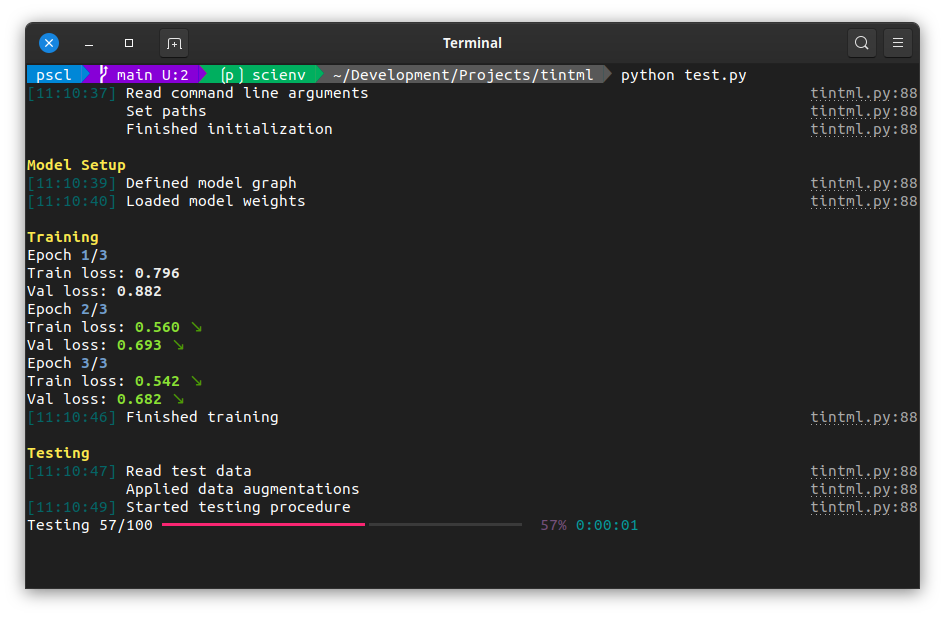 Terminal
pscl main U:2 (p) scienv ~/Development/Projects/tintml python test.py
[11:10:37] Read command line arguments tintml.py:88
Set paths tintml.py:88
Finished initialization tintml.py:88
Model Setup
[11:10:39] Defined model graph tintml.py:88
[11:10:40] Loaded model weights tintml.py:88
Training
Epoch 1/3
Train loss: 0.796
Val loss: 0.882
Epoch 2/3
Train loss: 0.560 ↘
Val loss: 0.693 ↘
Epoch 3/3
Train loss: 0.542 ↘
Val loss: 0.682 ↘
[11:10:46] Finished training tintml.py:88
Testing
[11:10:47] Read test data tintml.py:88
Applied data augmentations tintml.py:88
[11:10:49] Started testing procedure tintml.py:88
Testing 57/100 57% 0:00:01